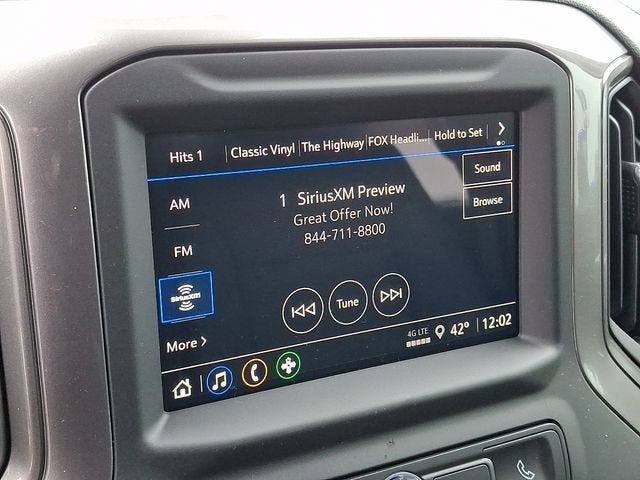 Hits 1 Classic Vinyl The Highway FOX Headli... Hold to Set
AM
1 SiriusXM Preview
Sound
Great Offer Now!
Browse
844-711-8800
FM
SiriusXM
Tune
More
4G LTE
42° 12:02